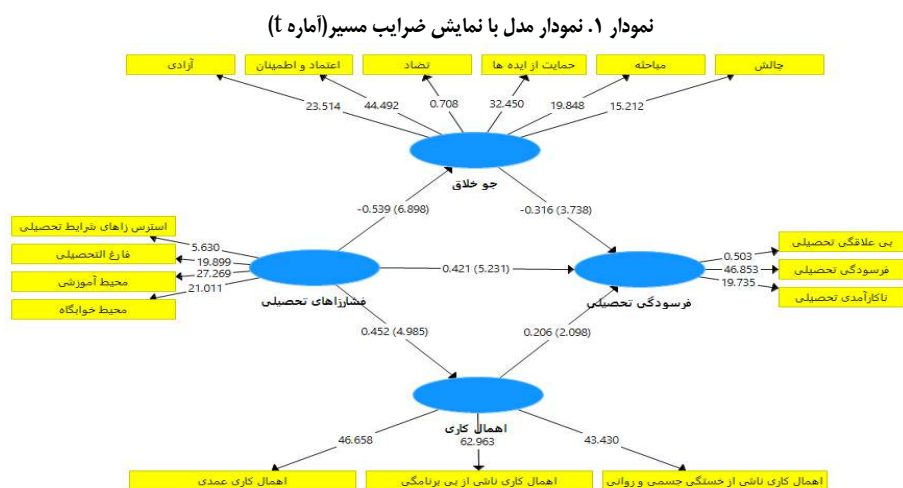 نمودار ۱. نمودار مدل با نمایش ضرایب مسیر(آماره t)
آزادی
اعتماد و اطمینان
تضاد
حمایت از ایده ها
مباحثه
چالش
23.514
44.492
0.708
32.450
19.848
15.212
جو خلاق
-0.539 (6.898)
-0.316 (3.738)
استرس زاهای شرایط تحصیلی
فارغ التحصیلی
محیط آموزشی
محیط خوابگاه
5.630
19.899
27.269
21.011
فشارزاهای تحصیلی
0.421 (5.231)
فرسودگی تحصیلی
0.503
46.853
19.735
بی علاقگی تحصیلی
فرسودگی تحصیلی
ناکارآمدی تحصیلی
0.452 (4.985)
0.206 (2.098)
اهمال کاری
46.658
62.963
43.430
اهمال کاری عمدی
اهمال کاری ناشی از بی برنامگی
اهمال کاری ناشی از خستگی جسمی و روانی